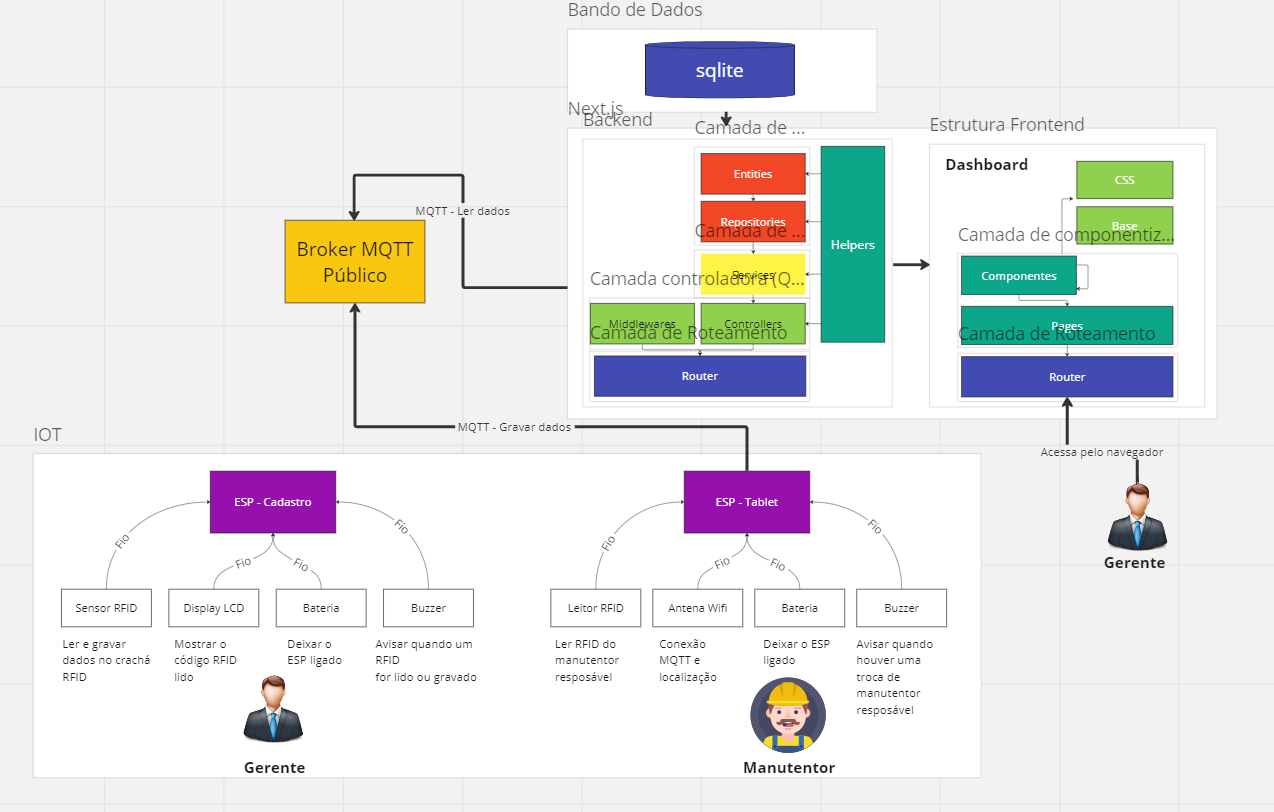 Bando de Dados
sqlite
Next.js
Backend
Camada de ...
Entities
Repositories
Camada de ...
Services
Helpers
Camada controladora (Q...
Middlewares
Controllers
Camada de Roteamento
Router
Estrutura Frontend
Dashboard
CSS
Base
Camada de componentiz...
Componentes
Pages
Camada de Roteamento
Router
Acessa pelo navegador
Gerente
MQTT - Ler dados
Broker MQTT
Público
MQTT - Gravar dados
IOT
ESP - Cadastro
Fio
Fio
Fio
Fio
Sensor RFID
Display LCD
Bateria
Buzzer
Ler e gravar
dados no crachá
RFID
Mostrar o
código RFID
lido
Deixar o
ESP ligado
Avisar quando um
RFID
for lido ou gravado
Gerente
ESP - Tablet
Fio
Fio
Fio
Fio
Leitor RFID
Antena Wifi
Bateria
Buzzer
Ler RFID do
manutentor
resposável
Conexão
MQTT e
localização
Deixar o ESP
ligado
Avisar quando
houver uma
troca de
manutentor
resposável
Manutentor